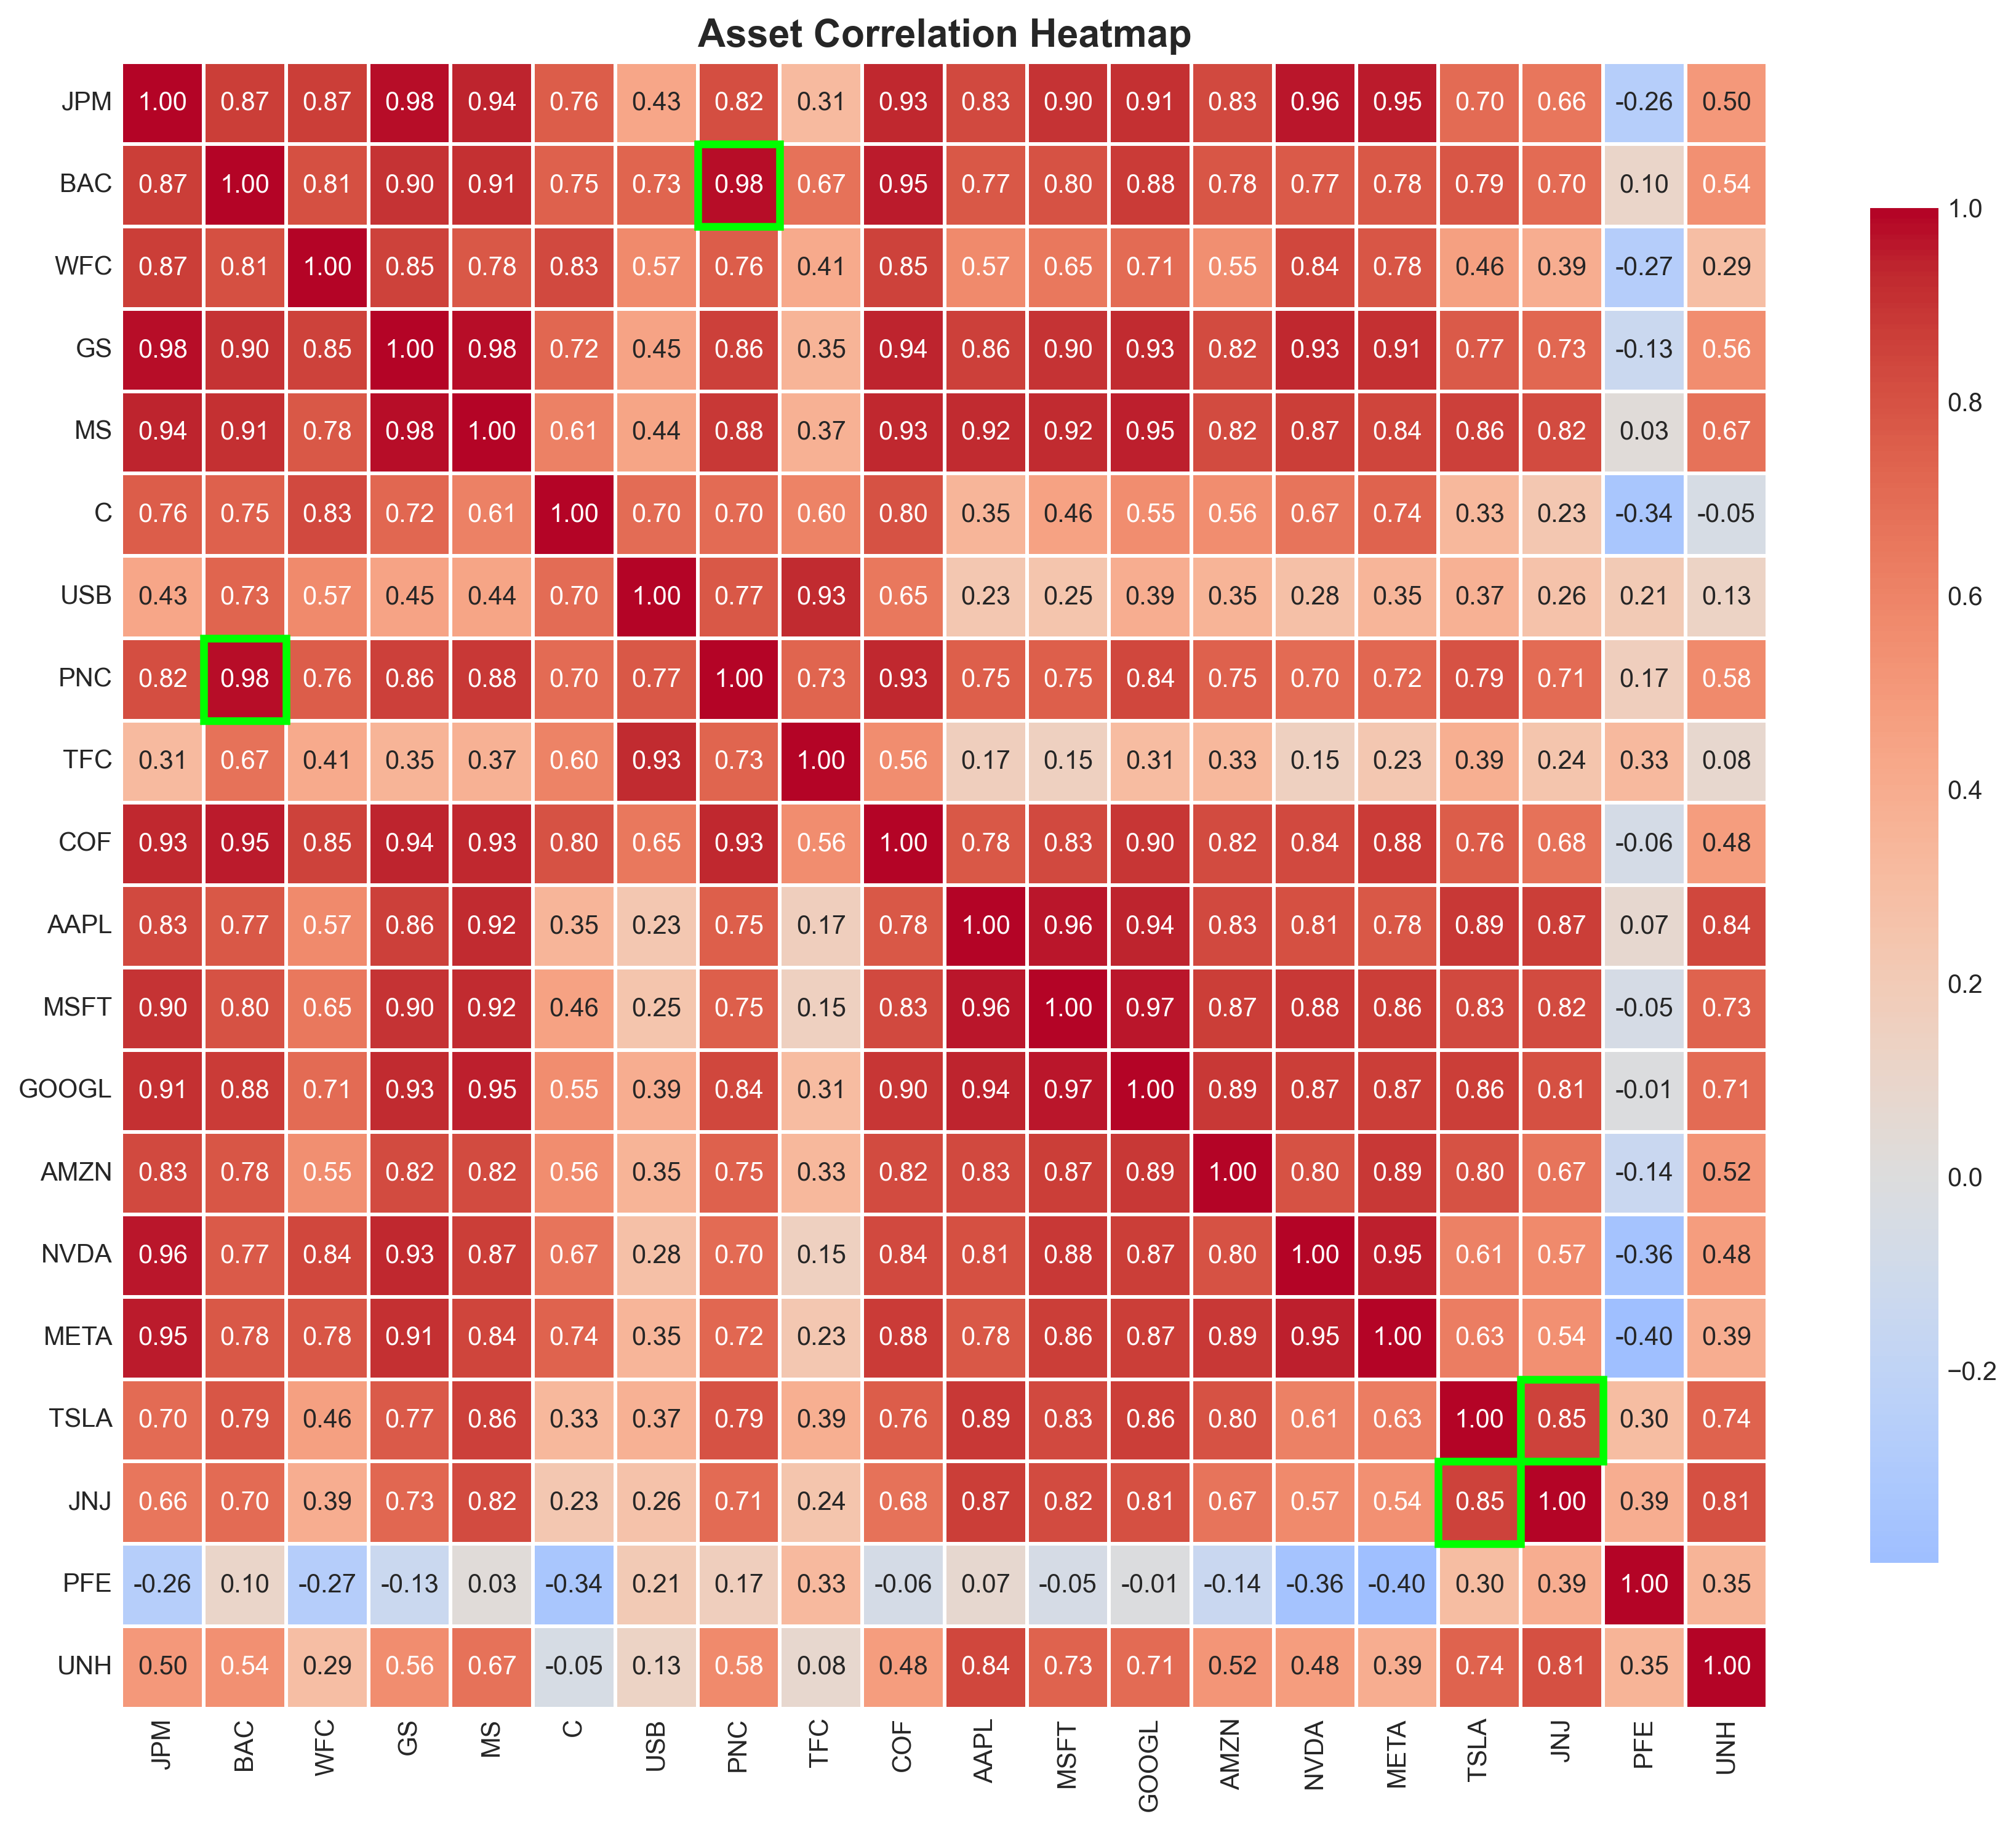 Asset Correlation Heatmap
JPM 1.00 0.87 0.87 0.98 0.94 0.76 0.43 0.82 0.31 0.93 0.83 0.90 0.91 0.83 0.96 0.95 0.70 0.66 -0.26 0.50
BAC 0.87 1.00 0.81 0.90 0.91 0.75 0.73 0.98 0.67 0.95 0.77 0.80 0.88 0.78 0.77 0.78 0.79 0.70 0.10 0.54
WFC 0.87 0.81 1.00 0.85 0.78 0.83 0.57 0.76 0.41 0.85 0.57 0.65 0.71 0.55 0.84 0.78 0.46 0.39 -0.27 0.29
GS 0.98 0.90 0.85 1.00 0.98 0.72 0.45 0.86 0.35 0.94 0.86 0.90 0.93 0.82 0.93 0.91 0.77 0.73 -0.13 0.56
MS 0.94 0.91 0.78 0.98 1.00 0.61 0.44 0.88 0.37 0.93 0.92 0.92 0.95 0.82 0.87 0.84 0.86 0.82 0.03 0.67
C 0.76 0.75 0.83 0.72 0.61 1.00 0.70 0.70 0.60 0.80 0.35 0.46 0.55 0.56 0.67 0.74 0.33 0.23 -0.34 -0.05
USB 0.43 0.73 0.57 0.45 0.44 0.70 1.00 0.77 0.93 0.65 0.23 0.25 0.39 0.35 0.28 0.35 0.37 0.26 0.21 0.13
PNC 0.82 0.98 0.76 0.86 0.88 0.70 0.77 1.00 0.73 0.93 0.75 0.75 0.84 0.75 0.70 0.72 0.79 0.71 0.17 0.58
TFC 0.31 0.67 0.41 0.35 0.37 0.60 0.93 0.73 1.00 0.56 0.17 0.15 0.31 0.33 0.15 0.23 0.39 0.24 0.33 0.08
COF 0.93 0.95 0.85 0.94 0.93 0.80 0.65 0.93 0.56 1.00 0.78 0.83 0.90 0.82 0.84 0.88 0.76 0.68 -0.06 0.48
AAPL 0.83 0.77 0.57 0.86 0.92 0.35 0.23 0.75 0.17 0.78 1.00 0.96 0.94 0.83 0.81 0.78 0.89 0.87 0.07 0.84
MSFT 0.90 0.80 0.65 0.90 0.92 0.46 0.25 0.75 0.15 0.83 0.96 1.00 0.97 0.87 0.88 0.86 0.83 0.82 -0.05 0.73
GOOGL 0.91 0.88 0.71 0.93 0.95 0.55 0.39 0.84 0.31 0.90 0.94 0.97 1.00 0.89 0.87 0.87 0.86 0.81 -0.01 0.71
AMZN 0.83 0.78 0.55 0.82 0.82 0.56 0.35 0.75 0.33 0.82 0.83 0.87 0.89 1.00 0.80 0.89 0.80 0.67 -0.14 0.52
NVDA 0.96 0.77 0.84 0.93 0.87 0.67 0.28 0.70 0.15 0.84 0.81 0.88 0.87 0.80 1.00 0.95 0.61 0.57 -0.36 0.48
META 0.95 0.78 0.78 0.91 0.84 0.74 0.35 0.72 0.23 0.88 0.78 0.86 0.87 0.89 0.95 1.00 0.63 0.54 -0.40 0.39
TSLA 0.70 0.79 0.46 0.77 0.86 0.33 0.37 0.79 0.39 0.76 0.89 0.83 0.86 0.80 0.61 0.63 1.00 0.85 0.30 0.74
JNJ 0.66 0.70 0.39 0.73 0.82 0.23 0.26 0.71 0.24 0.68 0.87 0.82 0.81 0.67 0.57 0.54 0.85 1.00 0.39 0.81
PFE -0.26 0.10 -0.27 -0.13 0.03 -0.34 0.21 0.17 0.33 -0.06 0.07 -0.05 -0.01 -0.14 -0.36 -0.40 0.30 0.39 1.00 0.35
UNH 0.50 0.54 0.29 0.56 0.67 -0.05 0.13 0.58 0.08 0.48 0.84 0.73 0.71 0.52 0.48 0.39 0.74 0.81 0.35 1.00
JPM BAC WFC GS MS C USB PNC TFC COF AAPL MSFT GOOGL AMZN NVDA META TSLA JNJ PFE UNH
1.0
0.8
0.6
0.4
0.2
0.0
−0.2